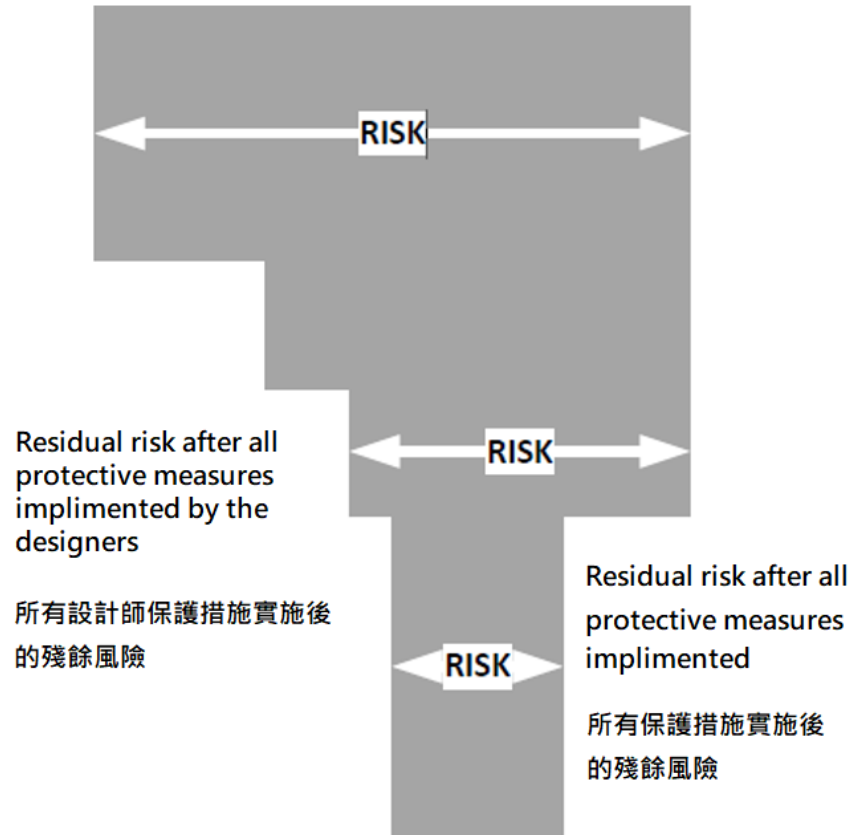 RISK
RISK
Residual risk after all
protective measures
implimented by the
designers
所有設計師保護措施實施後
的殘餘風險
RISK
Residual risk after all
protective measures
implimented
所有保護措施實施後
的殘餘風險